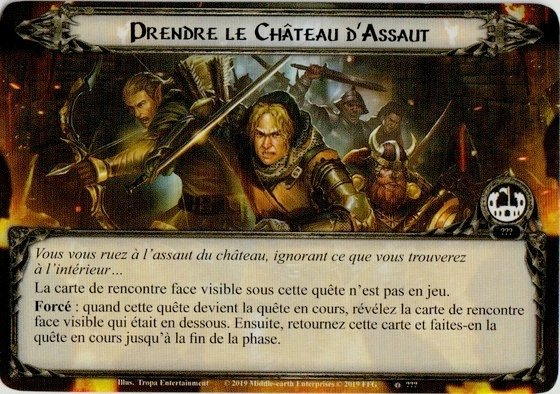 Prendre le Château d'Assaut
???
Vous vous ruez à l'assaut du château, ignorant ce que vous trouverez
à l'intérieur…
La carte de rencontre face visible sous cette quête n'est pas en jeu.
Forcé : quand cette quête devient la quête en cours, révélez la carte de rencontre
face visible qui était en dessous. Ensuite, retournez cette carte et faites-en la
quête en cours jusqu'à la fin de la phase.
Illus. Tropa Entertainment © 2019 Middle-earth Enterprises © 2019 FFG ???